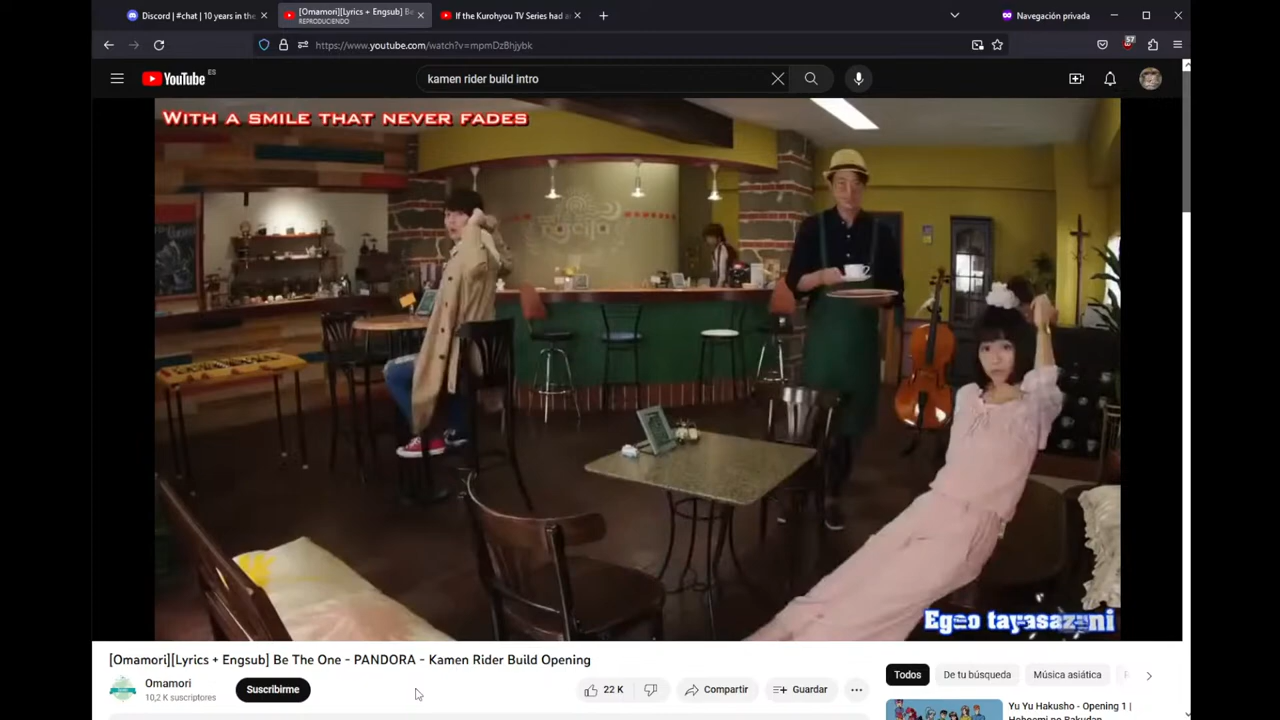 Discord | #chat | 10 years in the
[Omamori][Lyrics + Engsub] Be
REPRODUCIENDO
If the Kurohyou TV Series had a
Navegación privada
https://www.youtube.com/watch?v=mpmDzBhjybk
57
YouTube ES
kamen rider build intro
WITH A SMILE THAT NEVER FADES
nascita
Egao tayasazuni
[Omamori][Lyrics + Engsub] Be The One - PANDORA - Kamen Rider Build Opening
Omamori
10,2 K suscriptores
Suscribirme
22 K
Compartir
Guardar
Todos
De tu búsqueda
Música asiática
Yu Yu Hakusho - Opening 1 |
Hohoemi no Bakudan